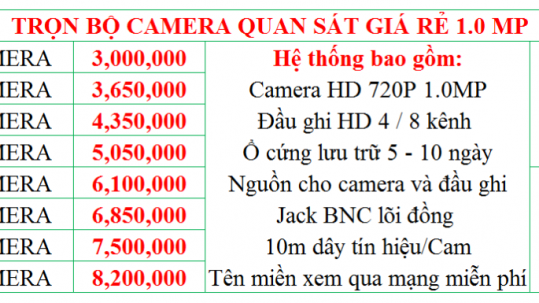 TRỌN BỘ CAMERA QUAN SÁT GIÁ RẺ 1.0 MP
MERA 3,000,000 Hệ thống bao gồm:
MERA 3,650,000 Camera HD 720P 1.0MP
MERA 4,350,000 Đầu ghi HD 4 / 8 kênh
MERA 5,050,000 Ổ cứng lưu trữ 5 - 10 ngày
MERA 6,100,000 Nguồn cho camera và đầu ghi
MERA 6,850,000 Jack BNC lõi đồng
MERA 7,500,000 10m dây tín hiệu/Cam
MERA 8,200,000 Tên miền xem qua mạng miễn phí